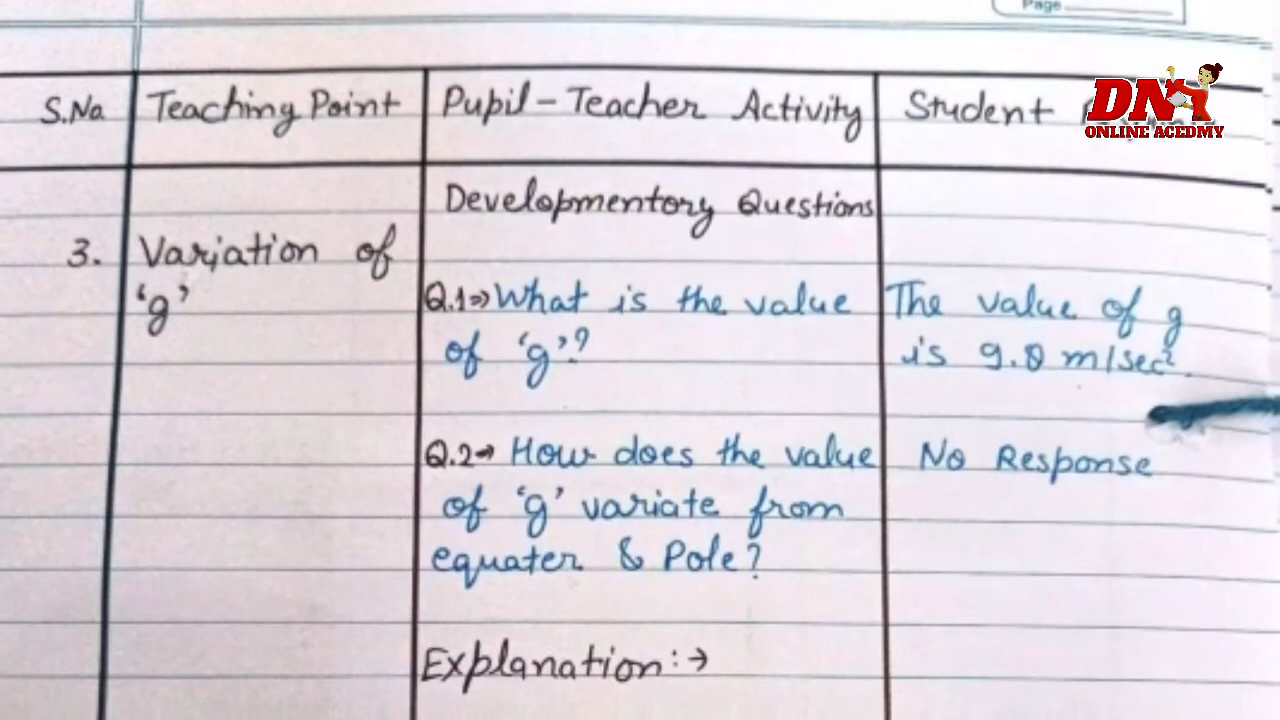 Page
S.No Teaching Point Pupil-Teacher Activity Student
DNA
ONLINE ACEDMY
Developmentory Questions
3. Variation of
'g'
Q.1⇒ What is the value The value of g
of 'g'? is 9.8 m/sec²
Q.2→ How does the value No Response
of 'g' variate from
equater & Pole?
Explanation:→